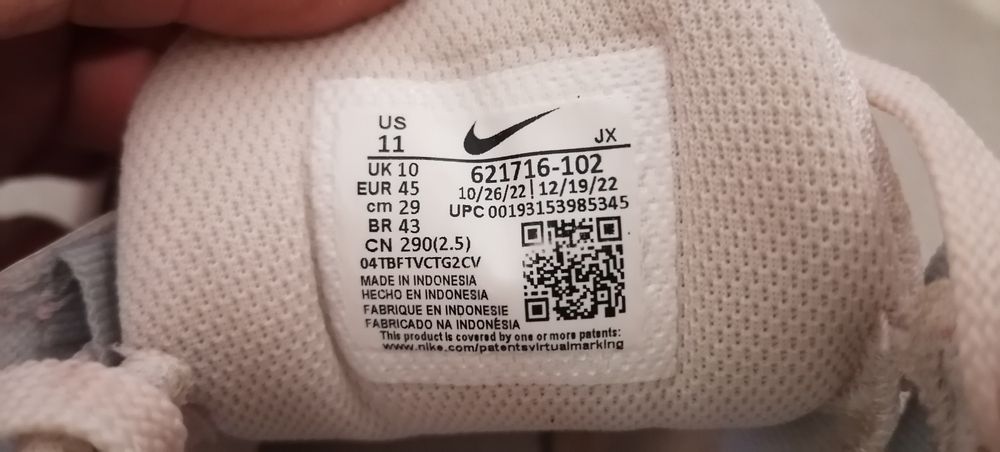 US
11
JX
UK 10
EUR 45
cm 29
BR 43
CN 290(2.5)
621716-102
10/26/22|12/19/22
UPC 00193153985345
04TBFTVCTG2CV
MADE IN INDONESIA
HECHO EN INDONESIA
FABRIQUE EN INDONESIE
FABRICADO NA INDONÉSIA
This product is covered by one or more patents:
www.nike.com/patentsvirtualmarking